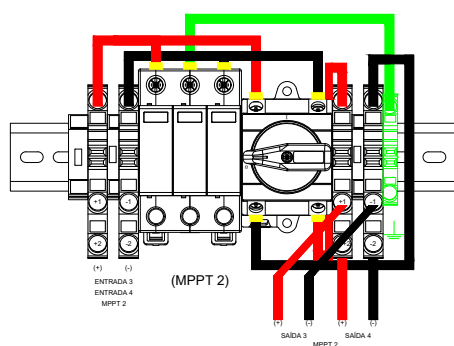 I
0
+1
-1
+1
-1
+2
-2
+2
-2
(+)
(-)
(MPPT 2)
ENTRADA 3
ENTRADA 4
MPPT 2
(+)
(-)
(+)
(-)
SAÍDA 3
SAÍDA 4
MPPT 2